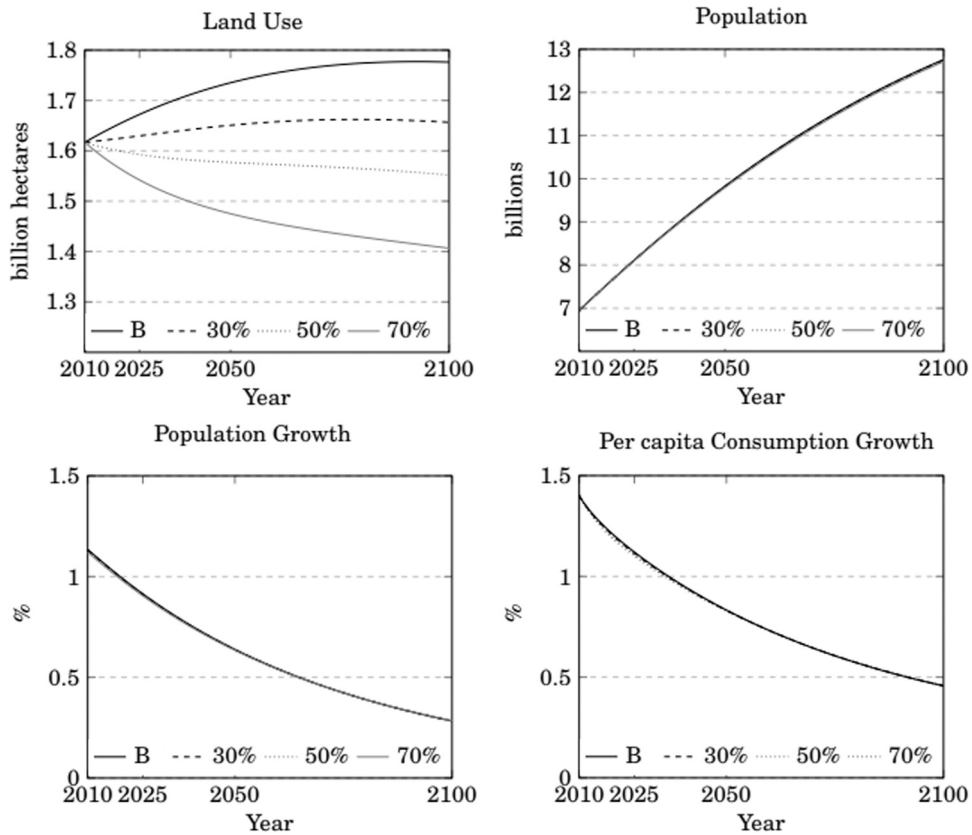 Land Use
billion hectares
1.8
1.7
1.6
1.5
1.4
1.3
B 30% 50% 70%
2010 2025 2050 2100
Year
Population
billions
13
12
11
10
9
8
7
B 30% 50% 70%
2010 2025 2050 2100
Year
Population Growth
%
1.5
1
0.5
0
B 30% 50% 70%
2010 2025 2050 2100
Year
Per capita Consumption Growth
%
1.5
1
0.5
0
B 30% 50% 70%
2010 2025 2050 2100
Year